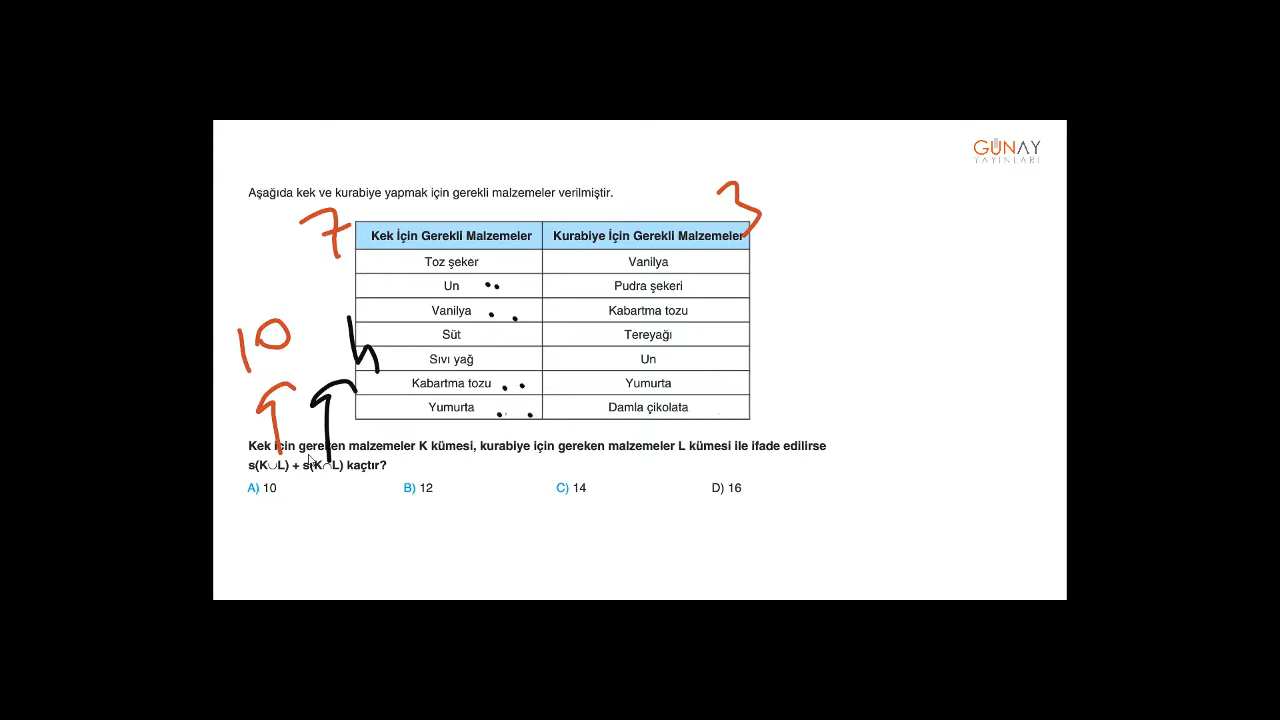 GÜNAY
YAYINLARI
Aşağıda kek ve kurabiye yapmak için gerekli malzemeler verilmiştir.
7
3
Kek İçin Gerekli Malzemeler Kurabiye İçin Gerekli Malzemeler
Toz şeker Vanilya
Un Pudra şekeri
Vanilya Kabartma tozu
Süt Tereyağı
Sıvı yağ Un
Kabartma tozu Yumurta
Yumurta Damla çikolata
10
4
Kek için gereken malzemeler K kümesi, kurabiye için gereken malzemeler L kümesi ile ifade edilirse
s(K∪L) + s(K∩L) kaçtır?
A) 10 B) 12 C) 14 D) 16